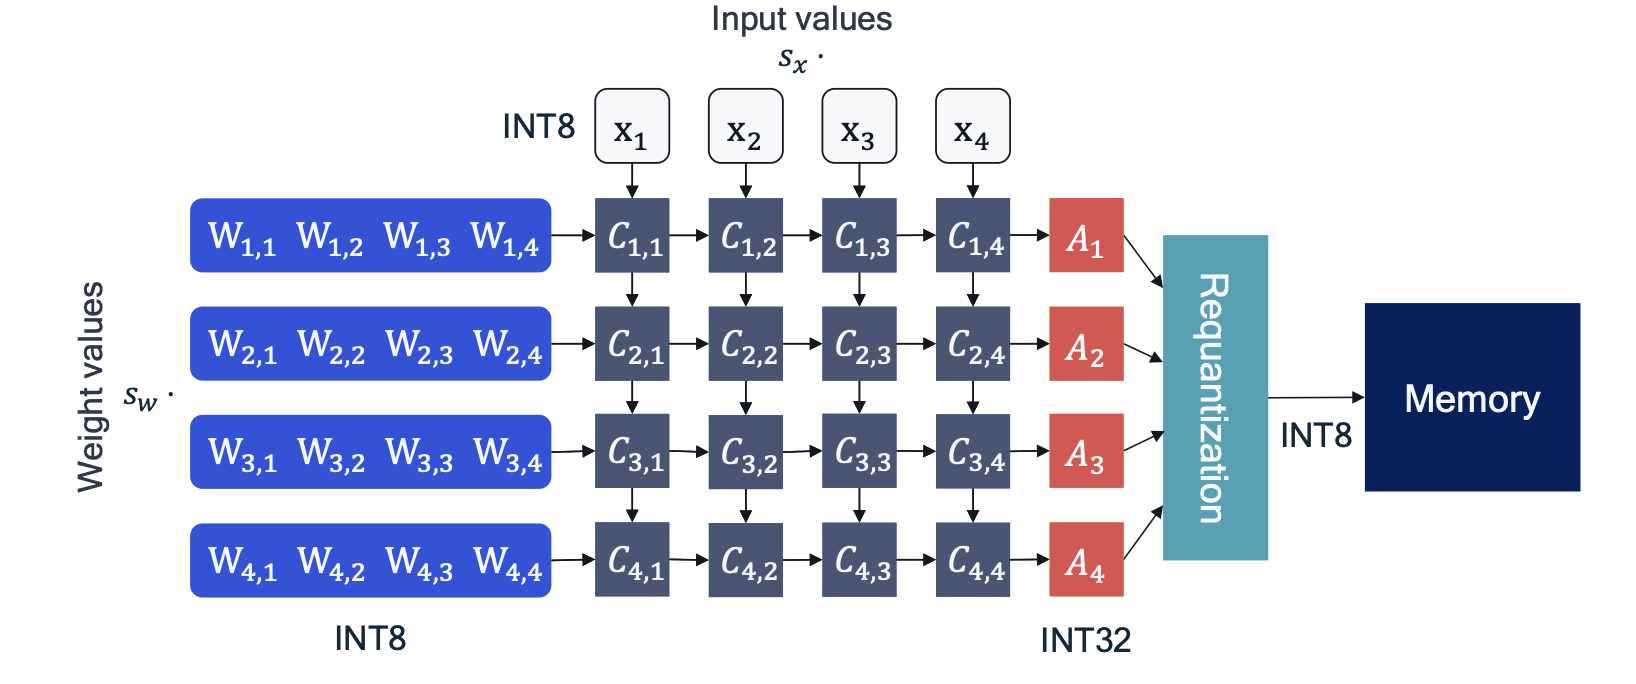 Input values
s_x ·
INT8 x_1 x_2 x_3 x_4
W_{1,1} W_{1,2} W_{1,3} W_{1,4} C_{1,1} C_{1,2} C_{1,3} C_{1,4} A_1
W_{2,1} W_{2,2} W_{2,3} W_{2,4} C_{2,1} C_{2,2} C_{2,3} C_{2,4} A_2
W_{3,1} W_{3,2} W_{3,3} W_{3,4} C_{3,1} C_{3,2} C_{3,3} C_{3,4} A_3
W_{4,1} W_{4,2} W_{4,3} W_{4,4} C_{4,1} C_{4,2} C_{4,3} C_{4,4} A_4
Weight values
s_w ·
INT8
INT32
Requantization
INT8
Memory